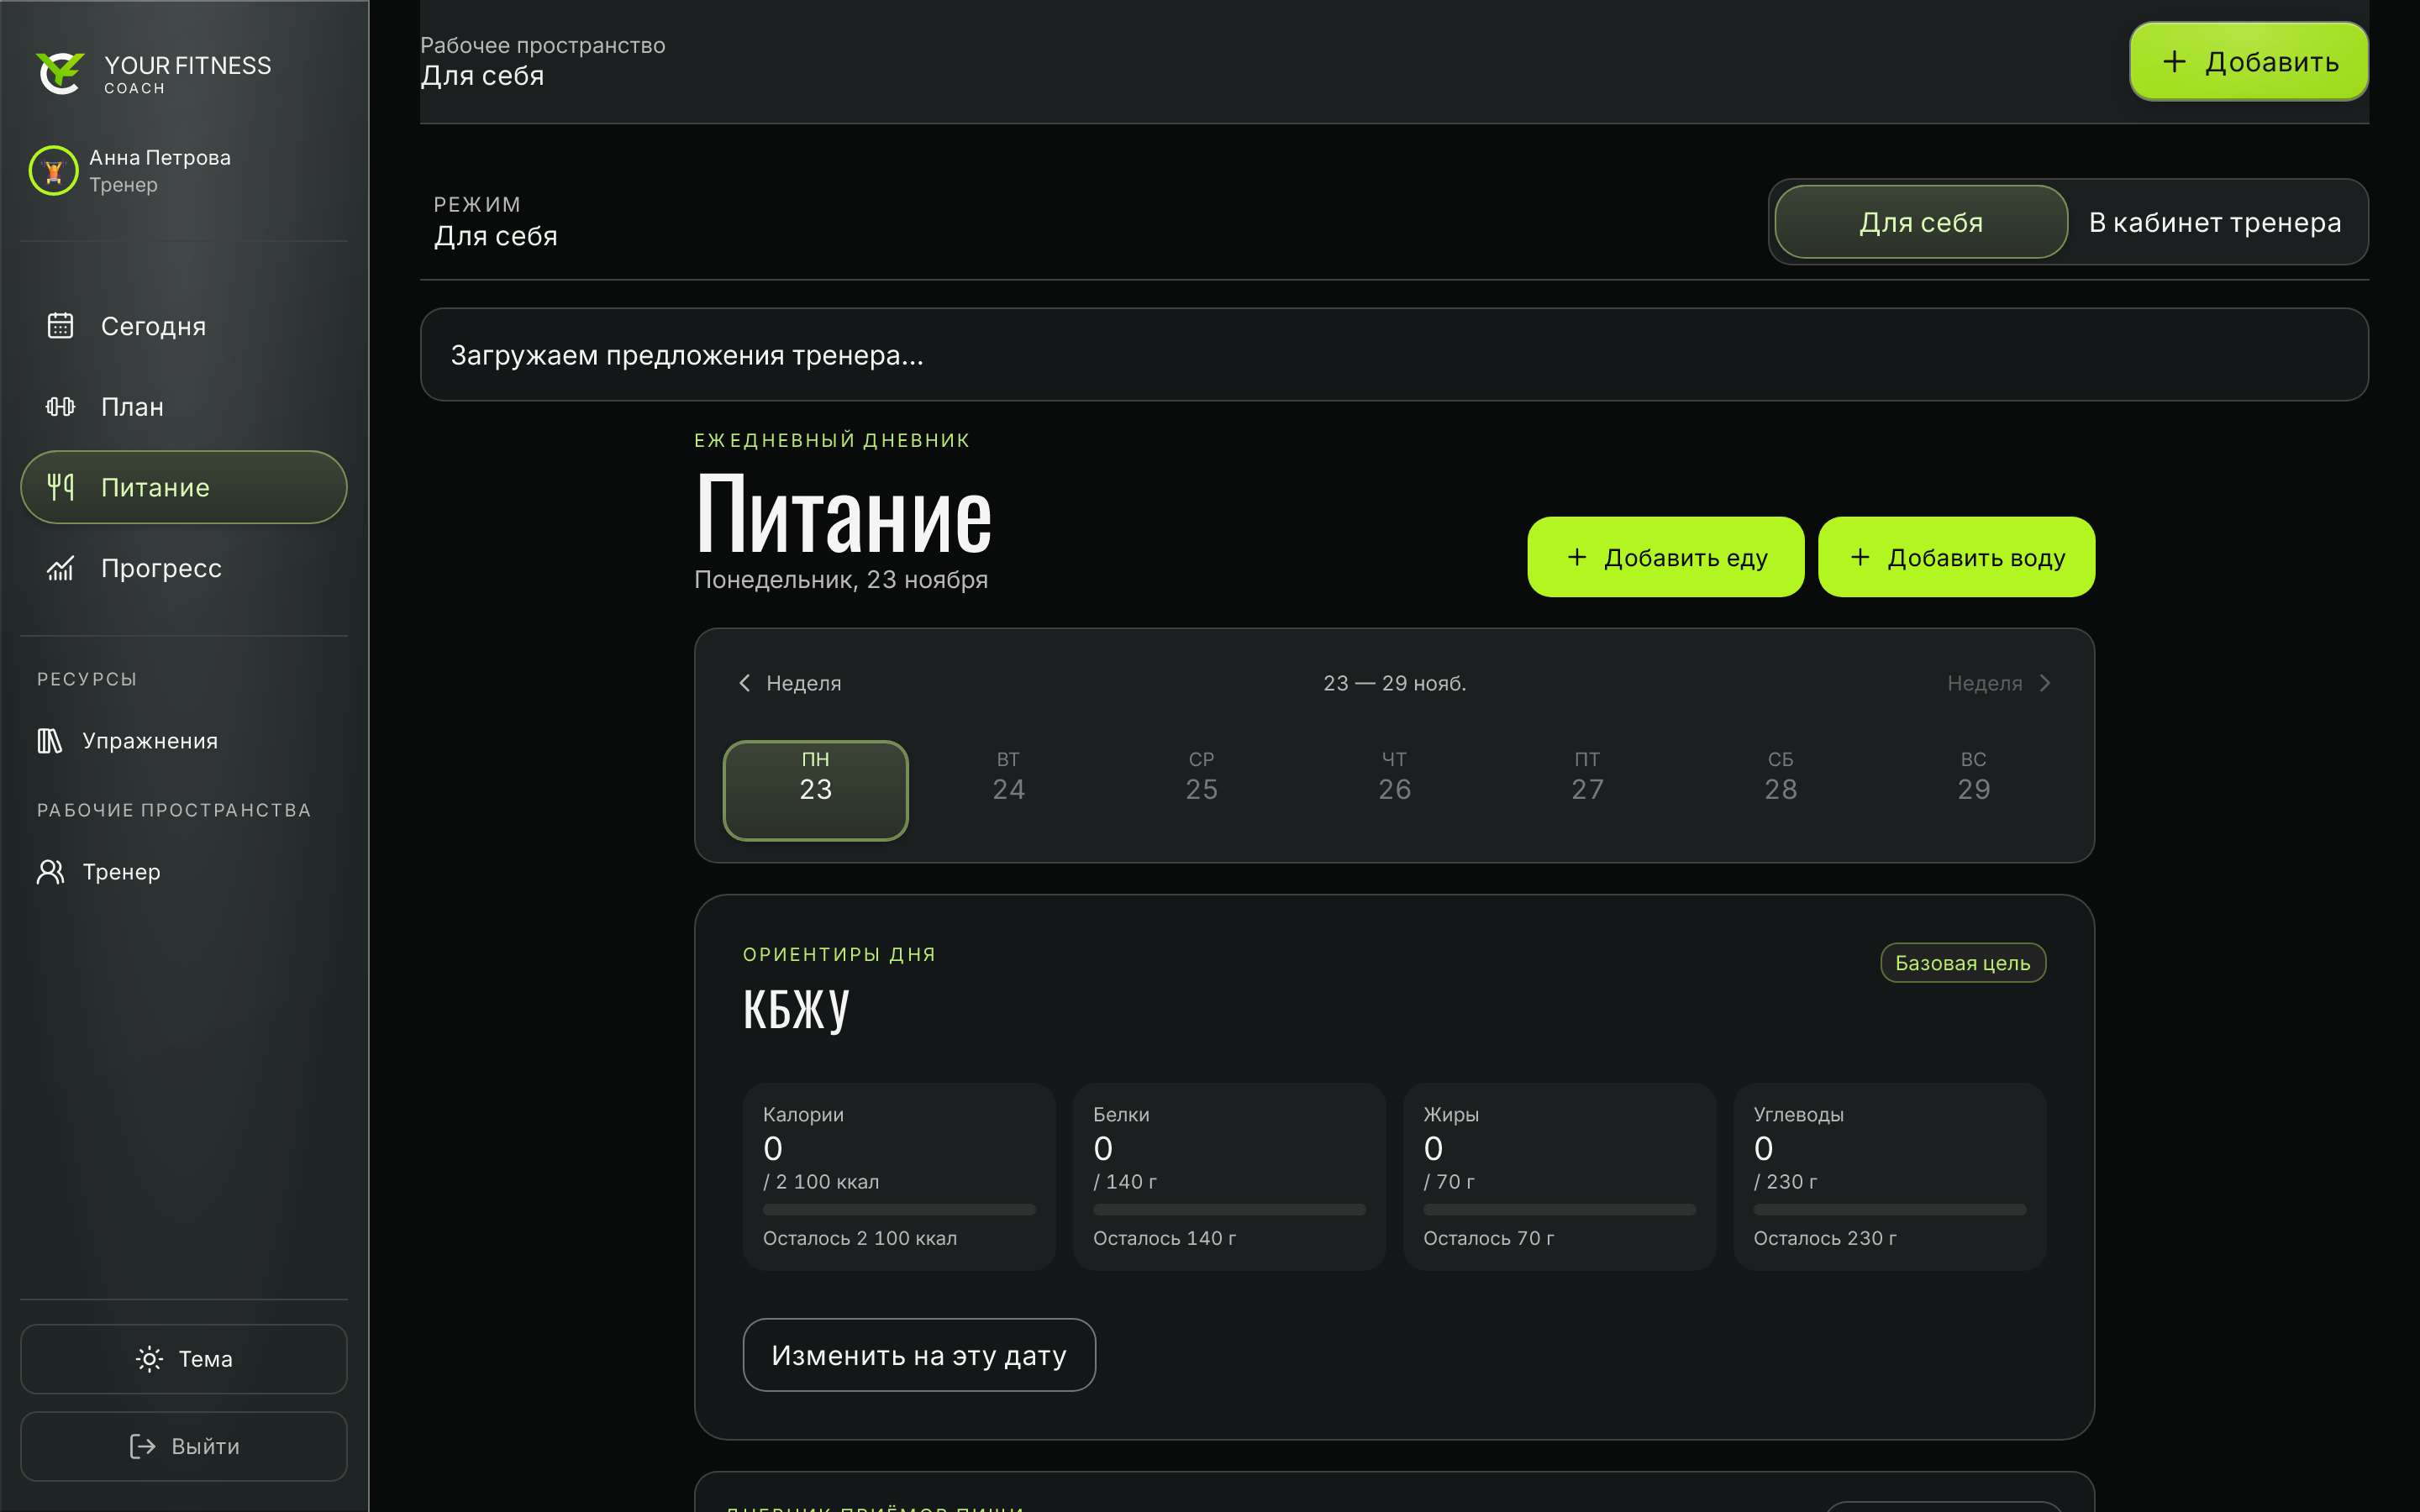 YOUR FITNESS
COACH
Анна Петрова
Тренер
Сегодня
План
Питание
Прогресс
РЕСУРСЫ
Упражнения
РАБОЧИЕ ПРОСТРАНСТВА
Тренер
Тема
Выйти
Рабочее пространство
Для себя
Добавить
РЕЖИМ
Для себя
Для себя
В кабинет тренера
Загружаем предложения тренера...
ЕЖЕДНЕВНЫЙ ДНЕВНИК
Питание
Понедельник, 23 ноября
Добавить еду
Добавить воду
Неделя
23 — 29 нояб.
Неделя
ПН
23
ВТ
24
СР
25
ЧТ
26
ПТ
27
СБ
28
ВС
29
ОРИЕНТИРЫ ДНЯ
КБЖУ
Базовая цель
Калории
0
/ 2 100 ккал
Осталось 2 100 ккал
Белки
0
/ 140 г
Осталось 140 г
Жиры
0
/ 70 г
Осталось 70 г
Углеводы
0
/ 230 г
Осталось 230 г
Изменить на эту дату
ДНЕВНИК ПРИЁМОВ ПИЩИ